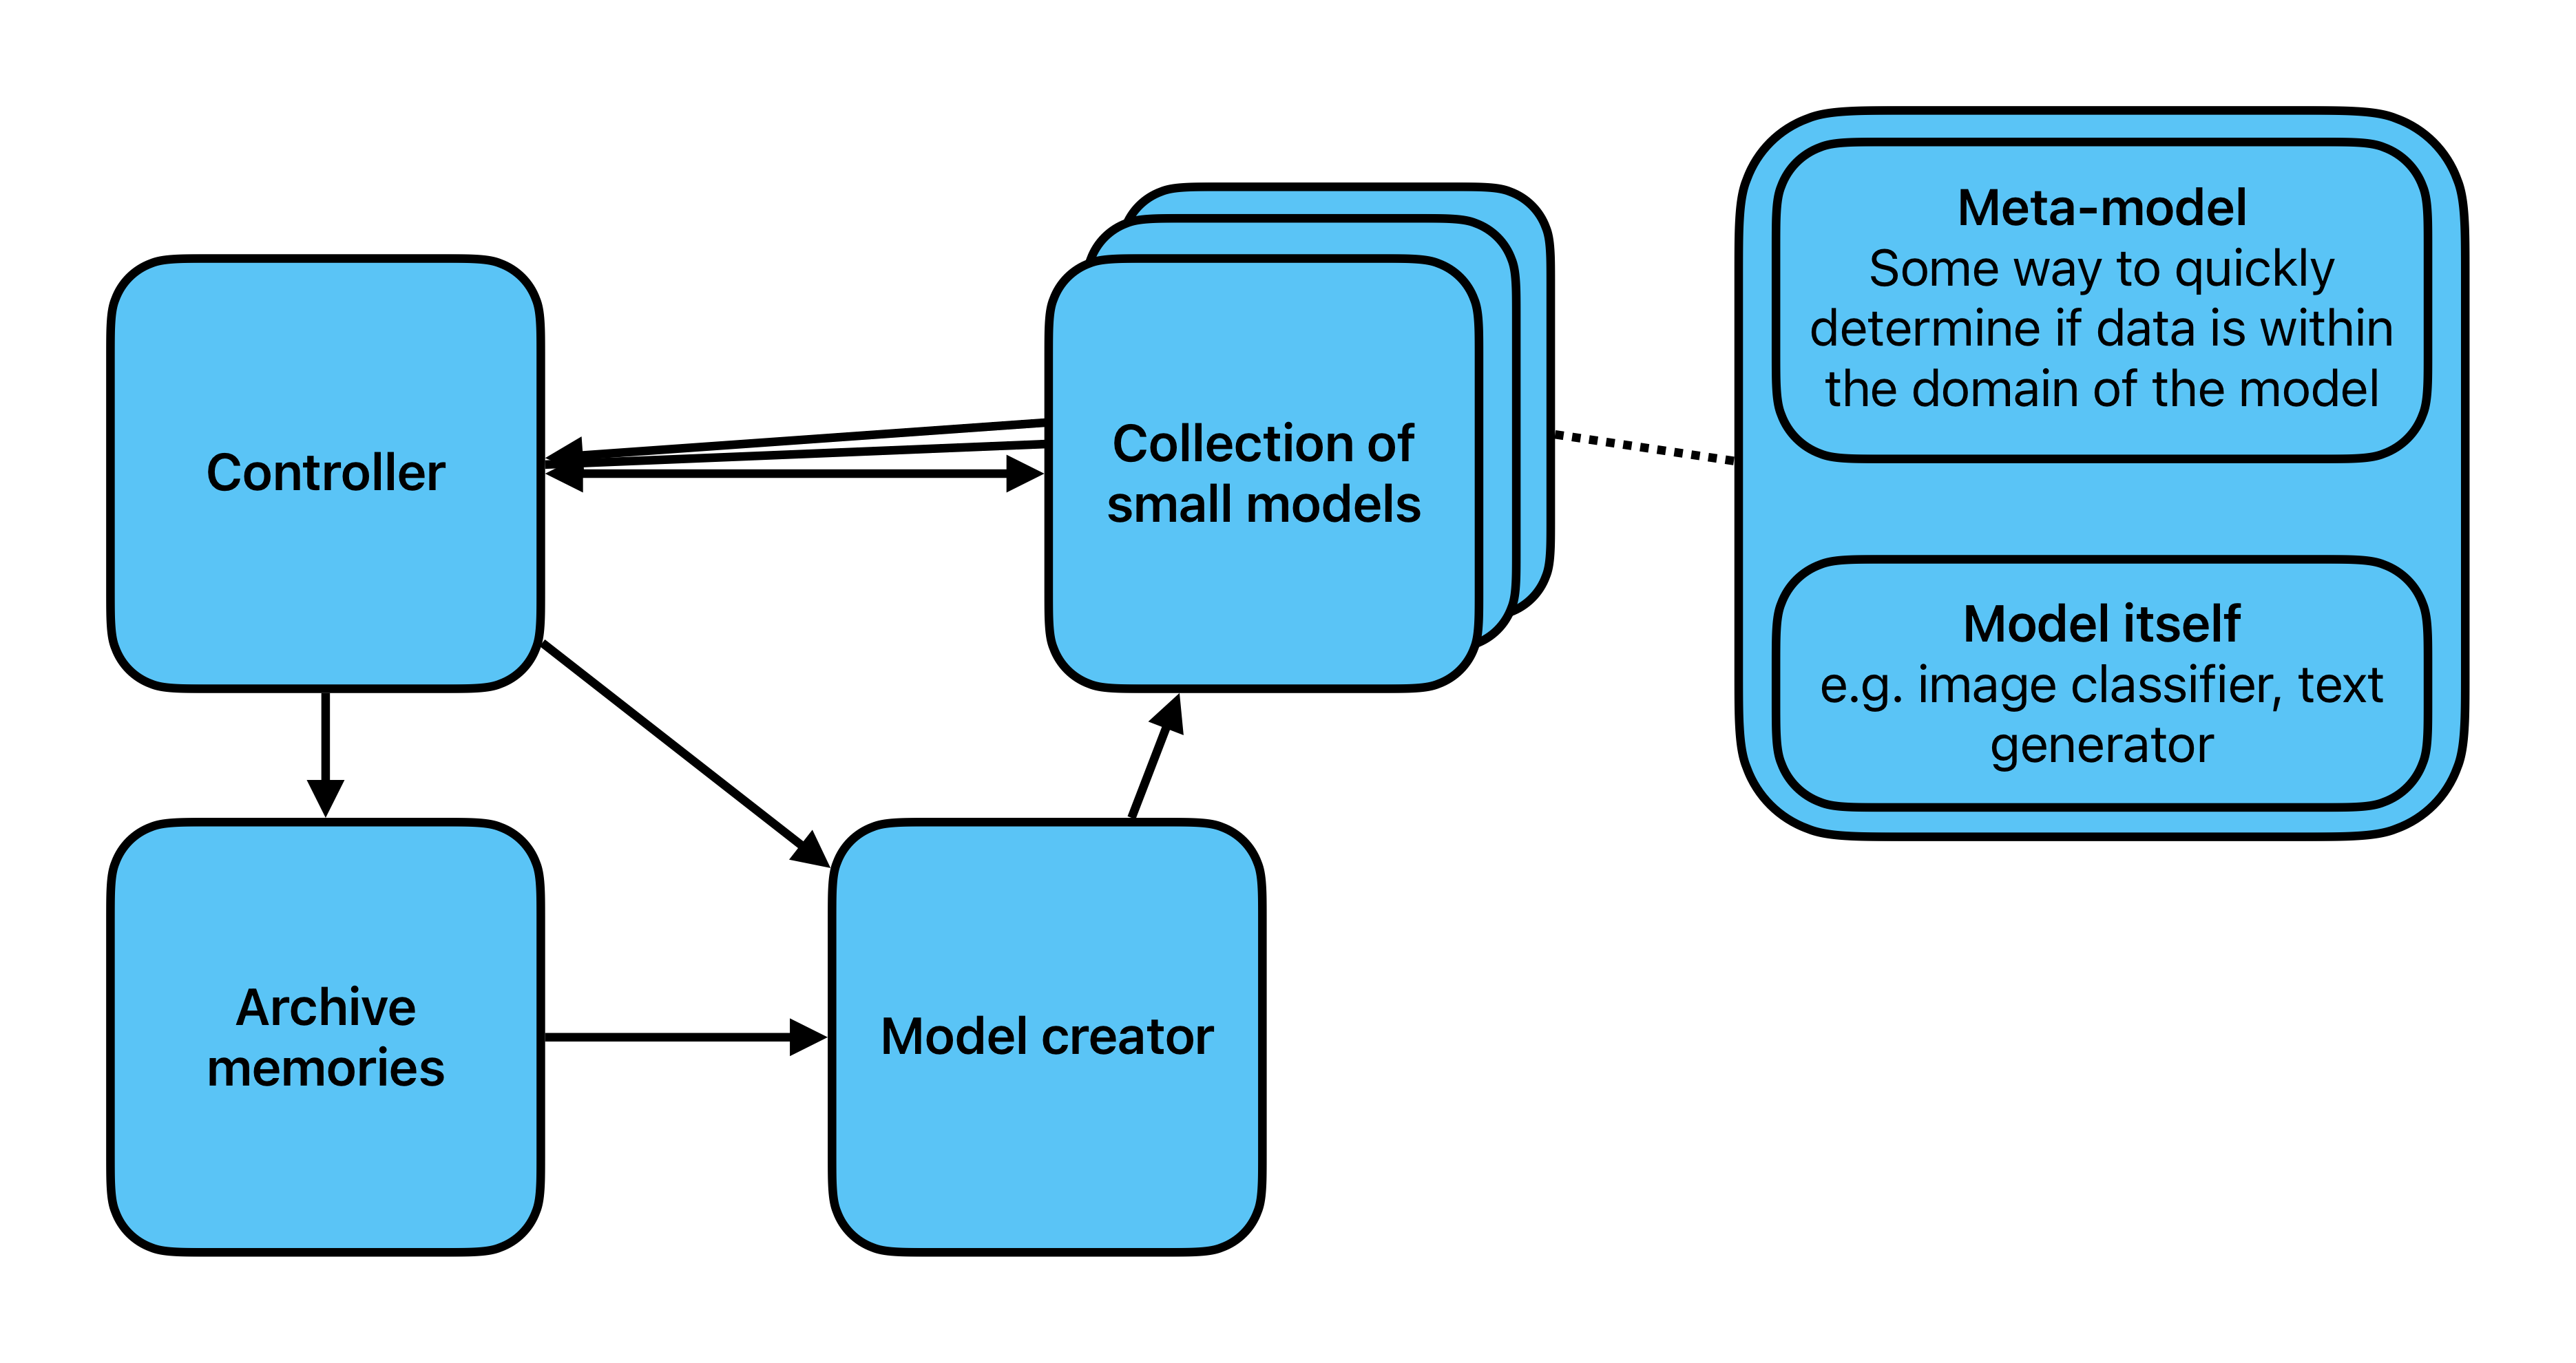 Controller
Collection of
small models
Meta-model
Some way to quickly
determine if data is within
the domain of the model
Model itself
e.g. image classifier, text
generator
Archive
memories
Model creator